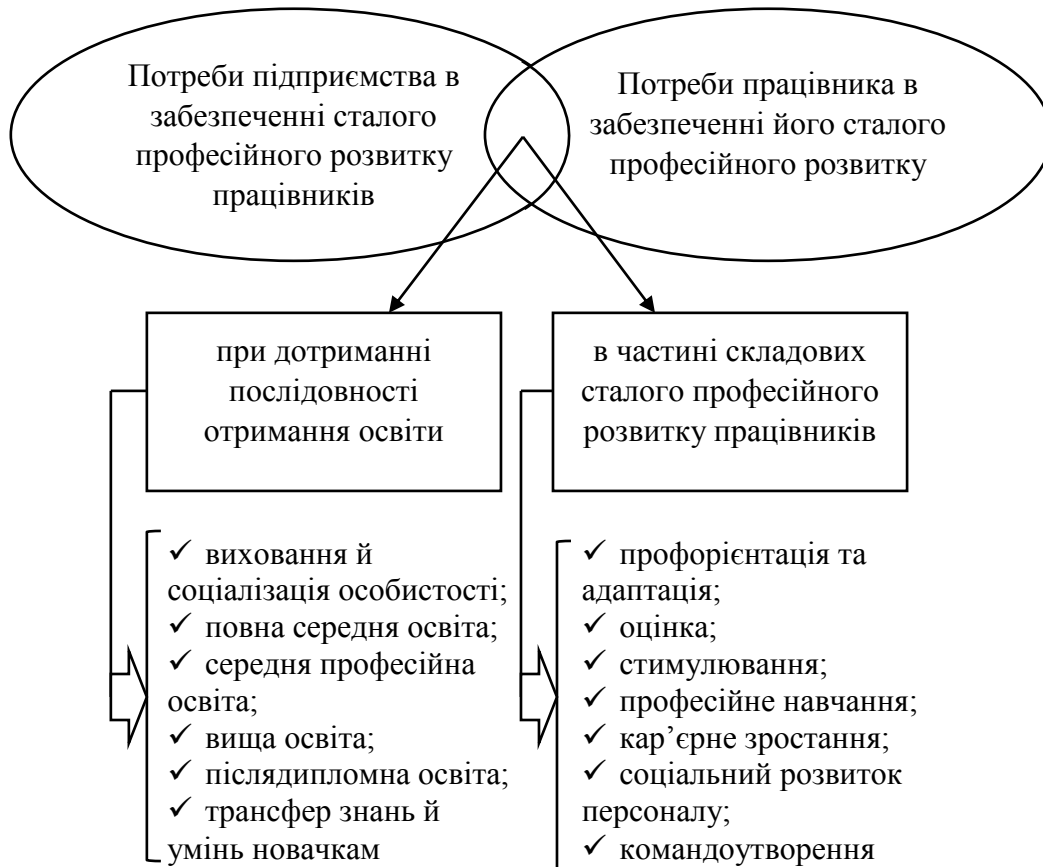 Потреби підприємства в
забезпеченні сталого
професійного розвитку
працівників
Потреби працівника в
забезпеченні його сталого
професійного розвитку
при дотриманні
послідовності
отримання освіти
в частині складових
сталого професійного
розвитку працівників
✓ виховання й
соціалізація особистості;
✓ повна середня освіта;
✓ середня професійна
освіта;
✓ вища освіта;
✓ післядипломна освіта;
✓ трансфер знань й
умінь новачкам
✓ профорієнтація та
адаптація;
✓ оцінка;
✓ стимулювання;
✓ професійне навчання;
✓ кар’єрне зростання;
✓ соціальний розвиток
персоналу;
✓ командоутворення